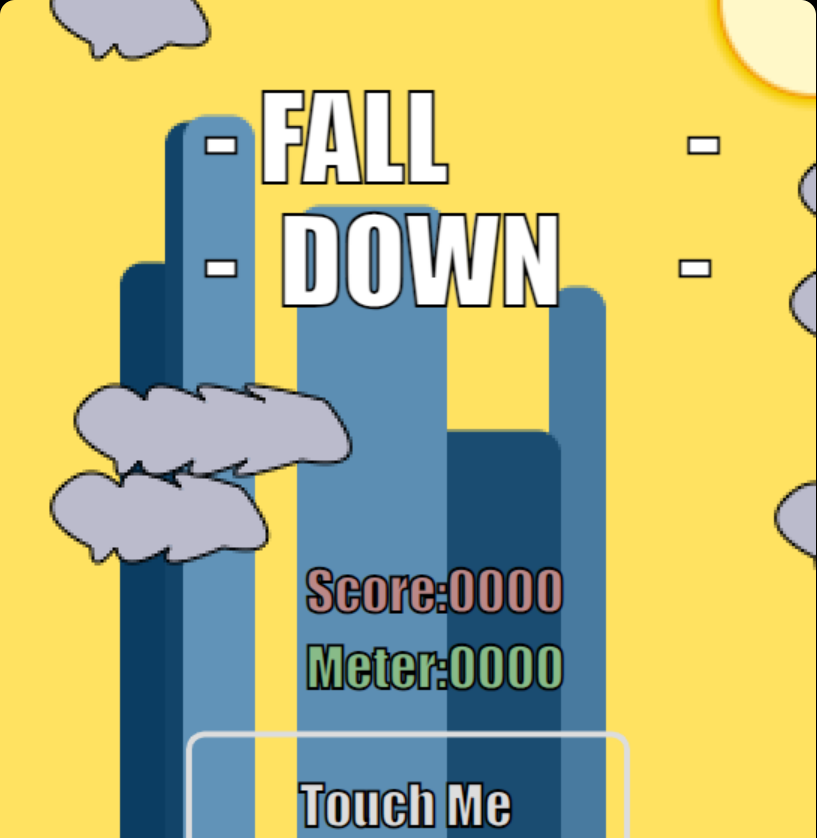 - FALL -
- DOWN -
Score:0000
Meter:0000
Touch Me